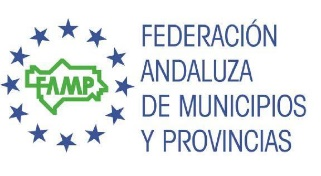 FAMP
FEDERACIÓN
ANDALUZA
DE MUNICIPIOS
Y PROVINCIAS